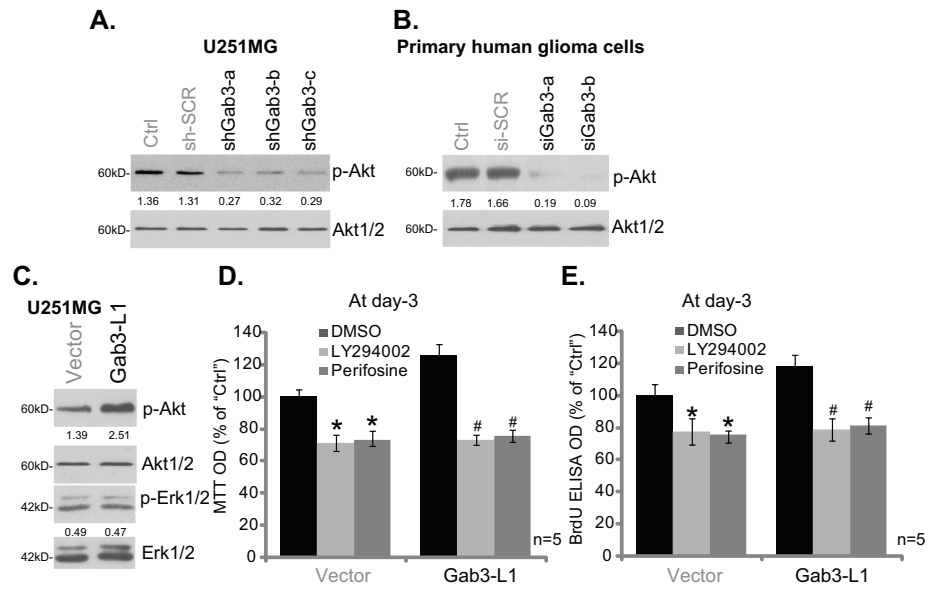 A.
U251MG
Ctrl
sh-SCR
shGab3-a
shGab3-b
shGab3-c
60kD-
p-Akt
1.36 1.31 0.27 0.32 0.29
60kD-
Akt1/2
B.
Primary human glioma cells
Ctrl
si-SCR
siGab3-a
siGab3-b
60kD-
p-Akt
1.78 1.66 0.19 0.09
60kD-
Akt1/2
C.
U251MG
Vector
Gab3-L1
60kD-
p-Akt
1.39 2.51
60kD-
Akt1/2
42kD-
p-Erk1/2
0.49 0.47
42kD-
Erk1/2
D.
At day-3
MTT OD (% of "Ctrl")
140
120
100
80
60
40
20
0
DMSO
LY294002
Perifosine
* *
# #
n=5
Vector Gab3-L1
E.
At day-3
BrdU ELISA OD (% of "Ctrl")
140
120
100
80
60
40
20
0
DMSO
LY294002
Perifosine
* *
# #
n=5
Vector Gab3-L1